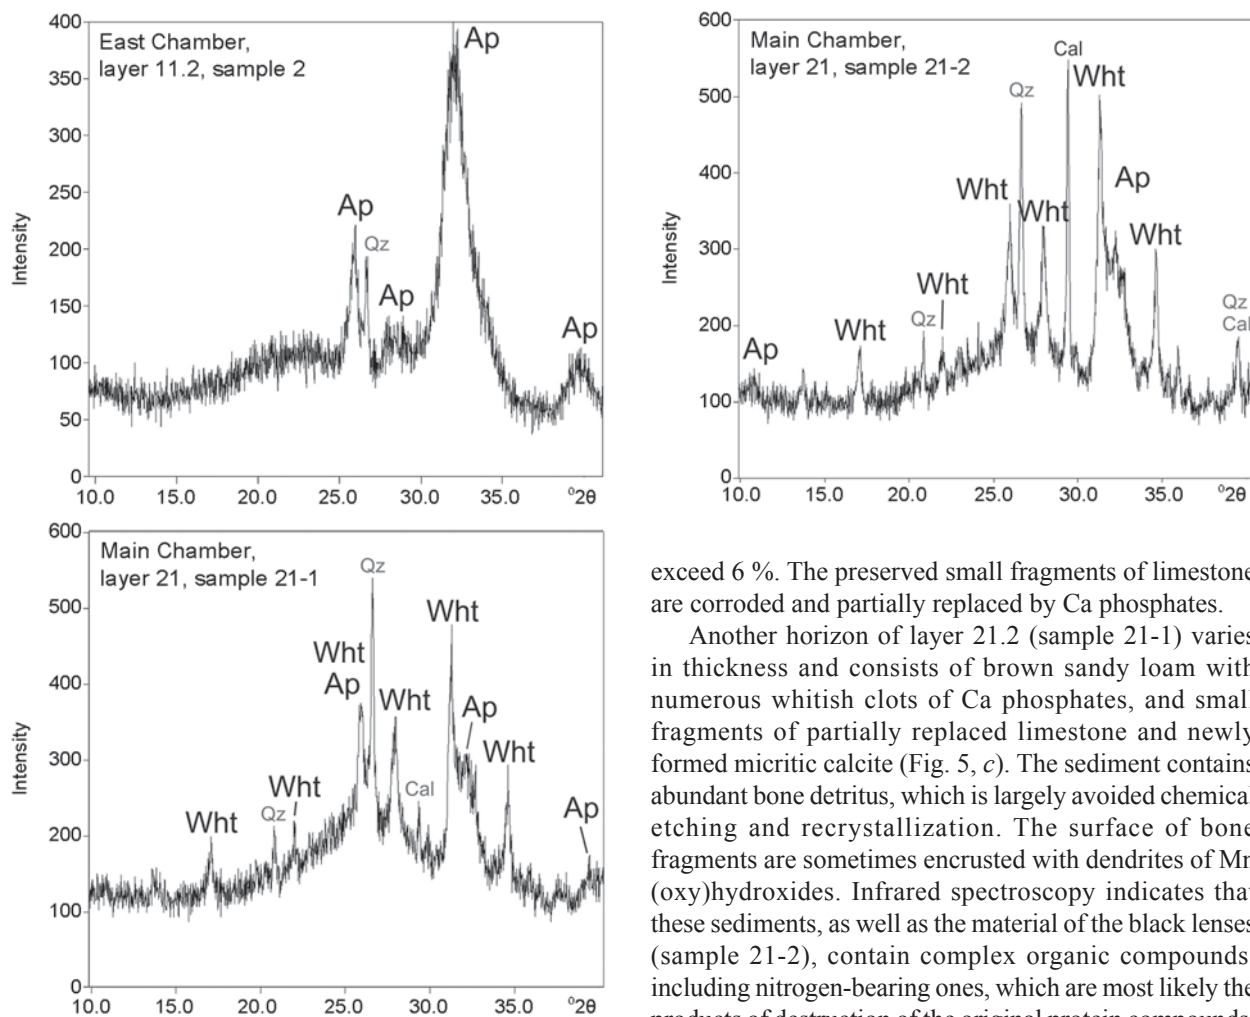 East Chamber,
layer 11.2, sample 2
Intensity
400
350
300
250
200
150
100
50
0
Ap
Ap
Qz
Ap
Ap
10.0 15.0 20.0 25.0 30.0 35.0 °2θ
Main Chamber,
layer 21, sample 21-2
Intensity
600
500
400
300
200
100
0
Cal
Wht
Qz
Ap
Wht
Wht
Wht
Wht
Qz
Wht
Ap
Qz
Cal
10.0 15.0 20.0 25.0 30.0 35.0 °2θ
Main Chamber,
layer 21, sample 21-1
Intensity
600
500
400
300
200
100
0
Qz
Wht
Wht
Ap
Wht
Ap
Wht
Cal
Wht
Qz
Wht
Ap
10.0 15.0 20.0 25.0 30.0 35.0 °2θ
exceed 6 %. The preserved small fragments of limestone
are corroded and partially replaced by Ca phosphates.
Another horizon of layer 21.2 (sample 21-1) varies
in thickness and consists of brown sandy loam with
numerous whitish clots of Ca phosphates, and small
fragments of partially replaced limestone and newly
formed micritic calcite (Fig. 5, c). The sediment contains
abundant bone detritus, which is largely avoided chemical
etching and recrystallization. The surface of bone
fragments are sometimes encrusted with dendrites of Mn
(oxy)hydroxides. Infrared spectroscopy indicates that
these sediments, as well as the material of the black lenses
(sample 21-2), contain complex organic compounds
including nitrogen-bearing ones, which are most likely the
products of destruction of the original protein compounds